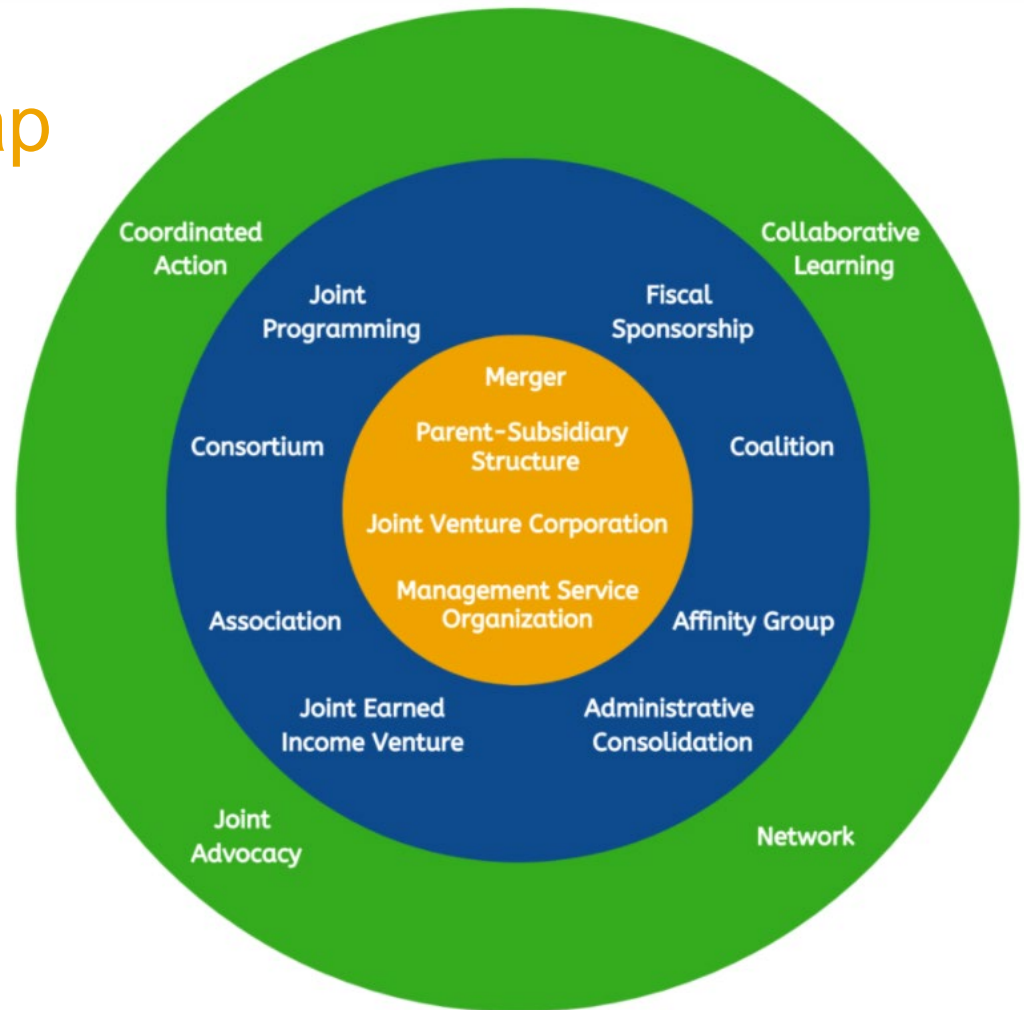 ap
Coordinated
Action
Collaborative
Learning
Joint
Programming
Fiscal
Sponsorship
Merger
Parent-Subsidiary
Structure
Consortium
Coalition
Joint Venture Corporation
Management Service
Organization
Association
Affinity Group
Joint Earned
Income Venture
Administrative
Consolidation
Joint
Advocacy
Network